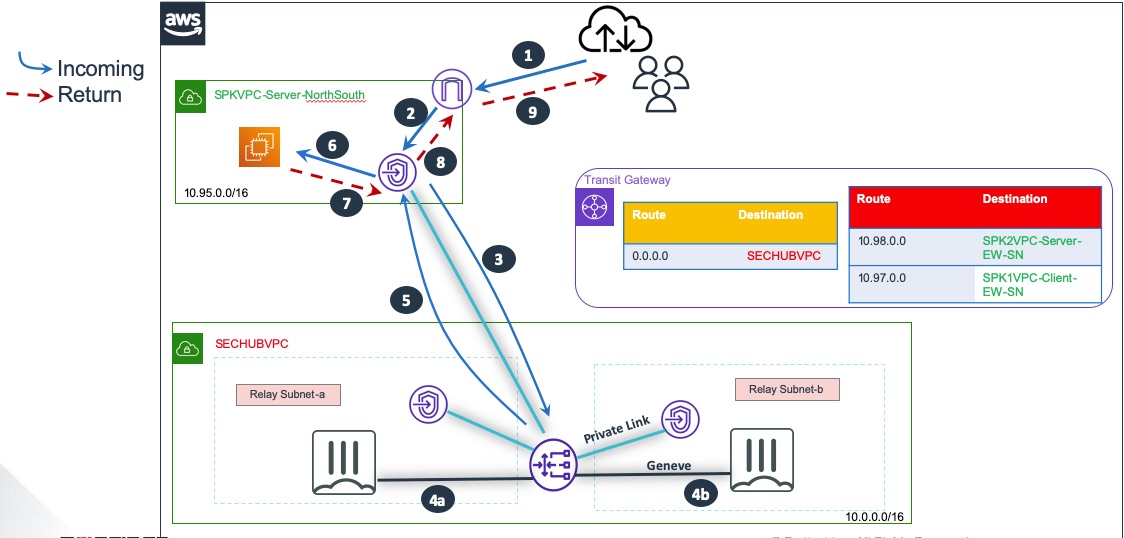 aws
1
Incoming
Return
SPKVPC-Server-NorthSouth
2
9
6
8
10.95.0.0/16
7
Transit Gateway
Route Destination
0.0.0.0 SECHUBVPC
Route Destination
10.98.0.0 SPK2VPC-Server-
EW-SN
10.97.0.0 SPK1VPC-Client-
EW-SN
3
5
SECHUBVPC
Relay Subnet-a
Relay Subnet-b
Private Link
Geneve
4a
4b
10.0.0.0/16